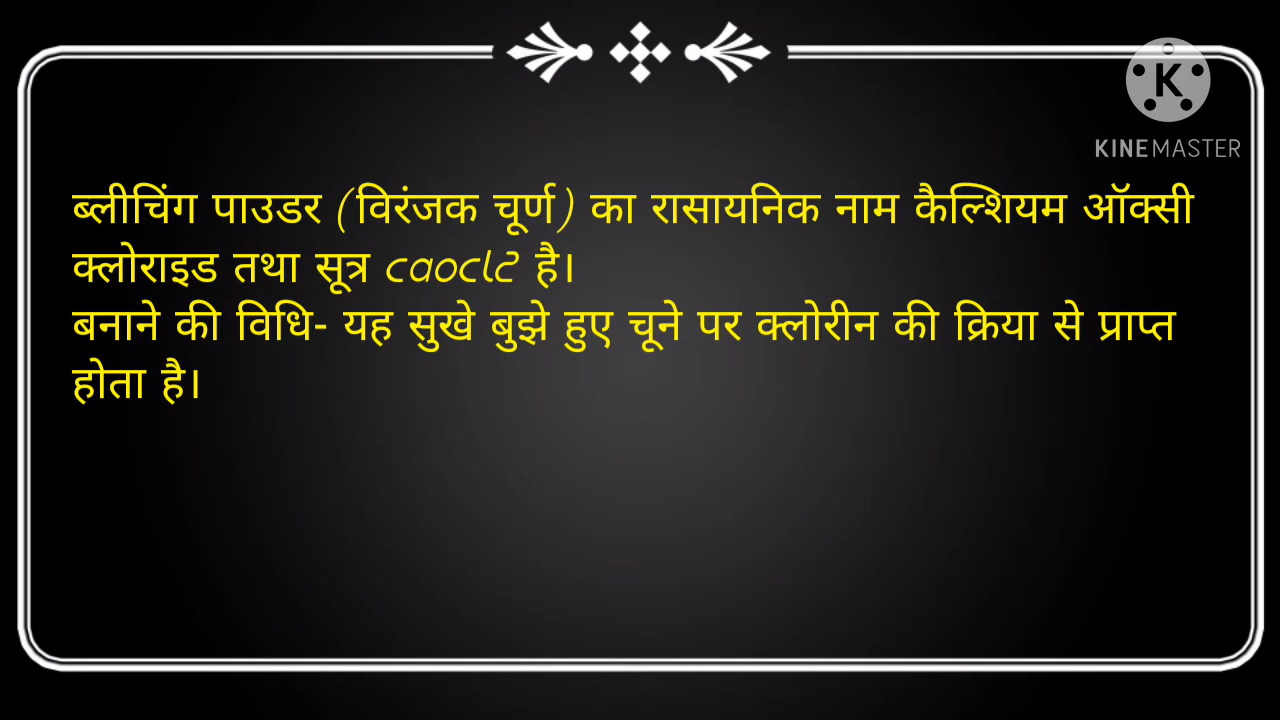 KINEMASTER
ब्लीचिंग पाउडर (विरंजक चूर्ण) का रासायनिक नाम कैल्शियम ऑक्सी
क्लोराइड तथा सूत्र caocl2 है।
बनाने की विधि- यह सुखे बुझे हुए चूने पर क्लोरीन की क्रिया से प्राप्त
होता है।